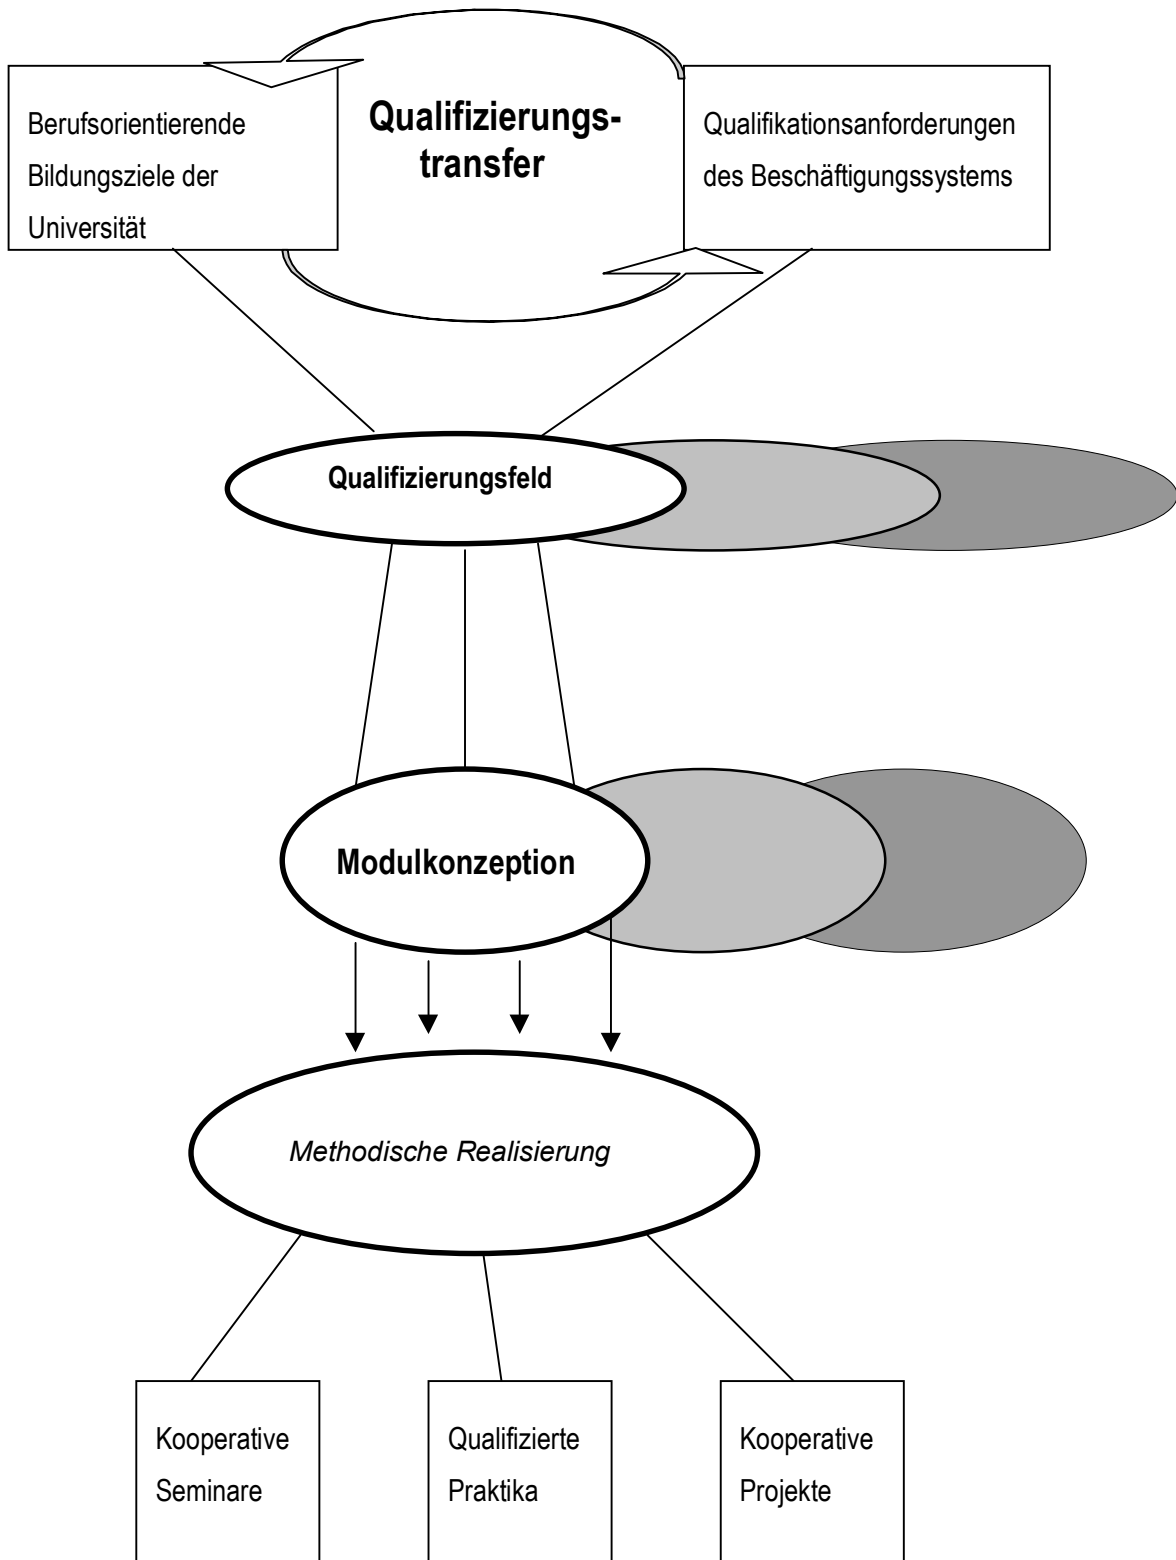 Berufsorientierende
Bildungsziele der
Universität
Qualifizierungs-
transfer
Qualifikationsanforderungen
des Beschäftigungssystems
Qualifizierungsfeld
Modulkonzeption
Methodische Realisierung
Kooperative
Seminare
Qualifizierte
Praktika
Kooperative
Projekte